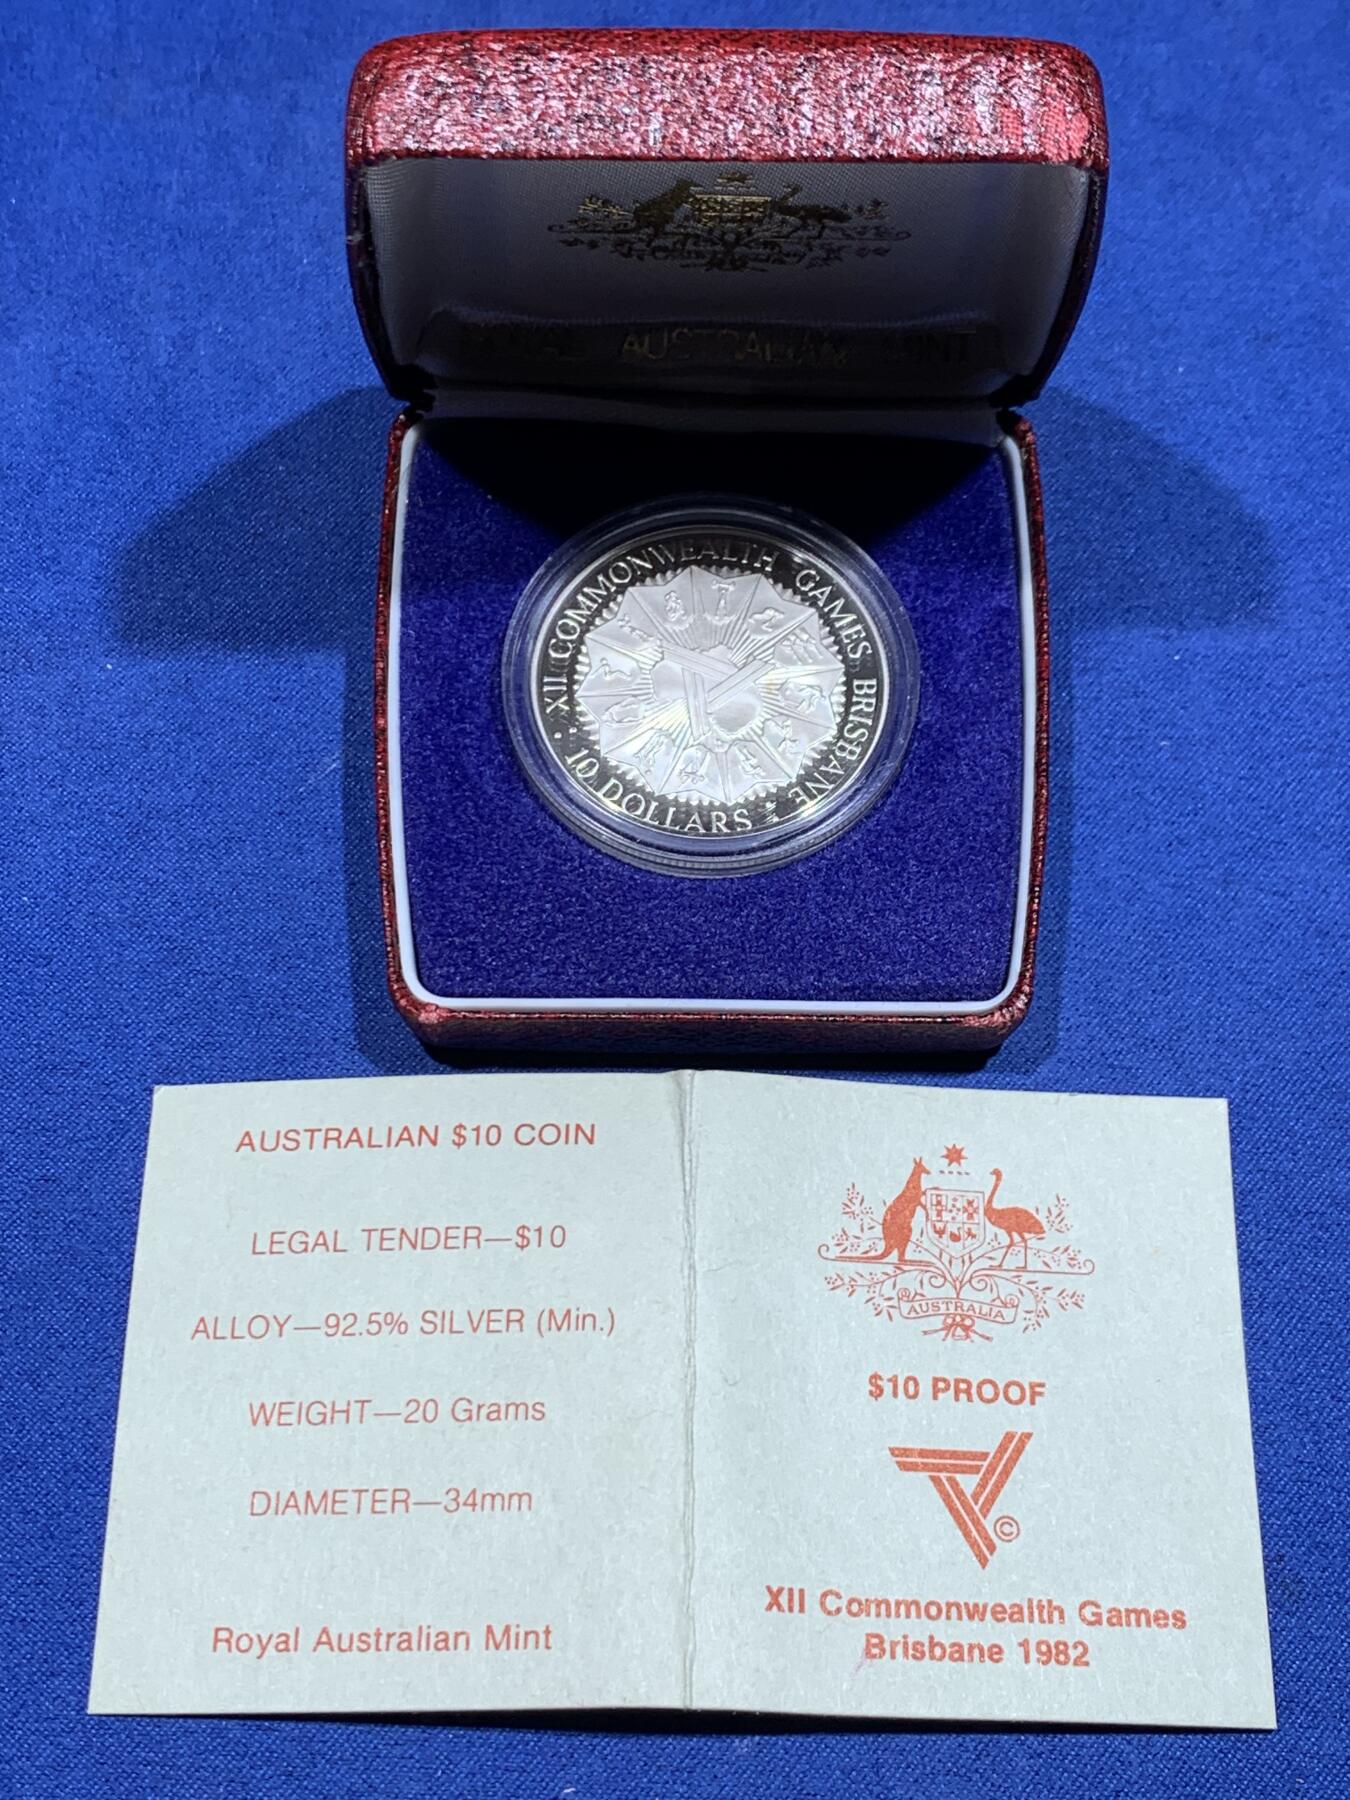 ROYAL AUSTRALIAN MINT
XII COMMONWEALTH GAMES BRISBANE
10 DOLLARS
AUSTRALIAN $10 COIN
LEGAL TENDER—$10
ALLOY—92.5% SILVER (Min.)
WEIGHT—20 Grams
DIAMETER—34mm
Royal Australian Mint
AUSTRALIA
$10 PROOF
©
XII Commonwealth Games
Brisbane 1982